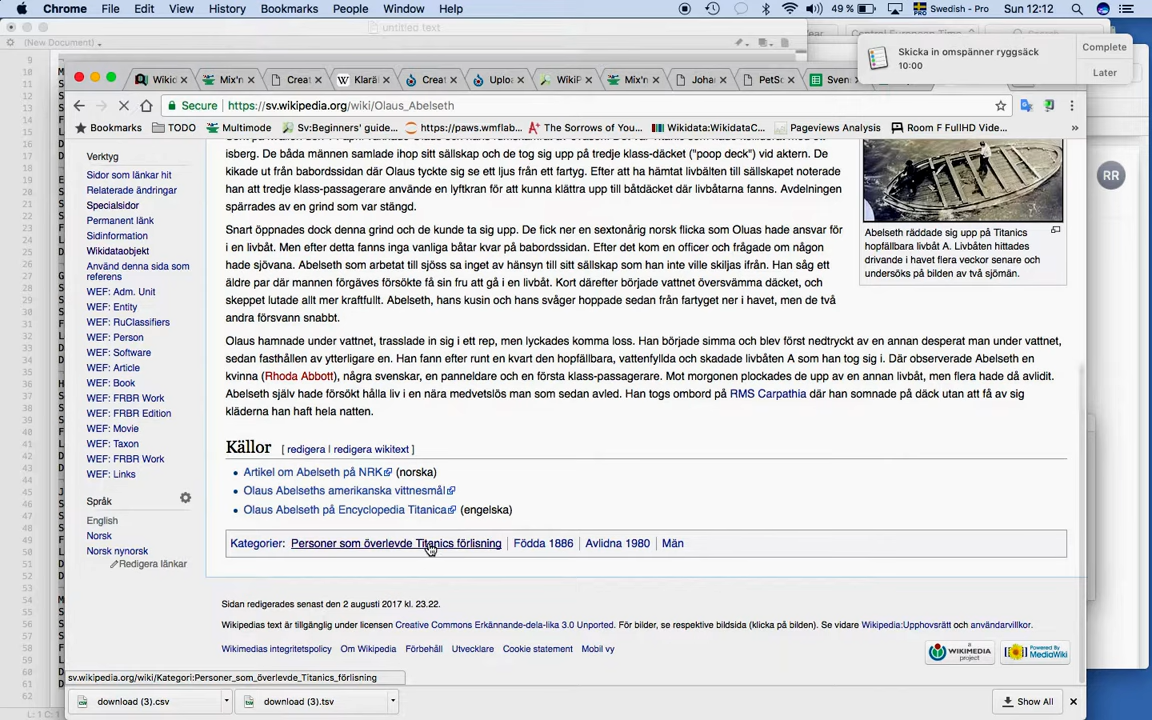 Chrome File Edit View History Bookmarks People Window Help
49 % Swedish - Pro Sun 12:12
(New Document)
Skicka in omspänner ryggsäck
10:00
Complete
Later
Mix'n
Creat
Klarä
Creat
Uploa
WikiP
Mix'n
Joha
PetSc
Sven
Secure https://sv.wikipedia.org/wiki/Olaus_Abelseth
Bookmarks TODO Multimode Sv:Beginners' guide... https://paws.wmflab... The Sorrows of You... Wikidata:WikidataC... Pageviews Analysis Room F FullHD Vide... »
Verktyg
Sidor som länkar hit
Relaterade ändringar
Specialsidor
Permanent länk
Sidinformation
Wikidataobjekt
Använd denna sida som
referens
WEF: Adm. Unit
WEF: Entity
WEF: RuClassifiers
WEF: Person
WEF: Software
WEF: Article
WEF: Book
WEF: FRBR Work
WEF: FRBR Edition
WEF: Movie
WEF: Taxon
WEF: FRBR Work
WEF: Links
Språk
English
Norsk
Norsk nynorsk
Redigera länkar
isberg. De båda männen samlade ihop sitt sällskap och de tog sig upp på tredje klass-däcket ("poop deck") vid aktern. De
kikade ut från babordssidan där Olaus tyckte sig se ett ljus från ett fartyg. Efter att ha hämtat livbälten till sällskapet noterade
han att tredje klass-passagerare använde en lyftkran för att kunna klättra upp till båtdäcket där livbåtarna fanns. Avdelningen
spärrades av en grind som var stängd.
Snart öppnades dock denna grind och de kunde ta sig upp. De fick ner en sextonårig norsk flicka som Oluas hade ansvar för
i en livbåt. Men efter detta fanns inga vanliga båtar kvar på babordssidan. Efter det kom en officer och frågade om någon
hade sjövana. Abelseth som arbetat till sjöss sa inget av hänsyn till sitt sällskap som han inte ville skiljas ifrån. Han såg ett
äldre par där mannen förgäves försökte få sin fru att gå i en livbåt. Kort därefter började vattnet översvämma däcket, och
skeppet lutade allt mer kraftfullt. Abelseth, hans kusin och hans svåger hoppade sedan från fartyget ner i havet, men de två
andra försvann snabbt.
Olaus hamnade under vattnet, trasslade in sig i ett rep, men lyckades komma loss. Han började simma och blev först nedtryckt av en annan desperat man under vattnet,
sedan fasthållen av ytterligare en. Han fann efter runt en kvart den hopfällbara, vattenfyllda och skadade livbåten A som han tog sig i. Där observerade Abelseth en
kvinna (Rhoda Abbott), några svenskar, en panneldare och en första klass-passagerare. Mot morgonen plockades de upp av en annan livbåt, men flera hade då avlidit.
Abelseth själv hade försökt hålla liv i en nära medvetslös man som sedan avled. Han togs ombord på RMS Carpathia där han somnade på däck utan att få av sig
kläderna han haft hela natten.
Abelseth räddade sig upp på Titanics
hopfällbara livbåt A. Livbåten hittades
drivande i havet flera veckor senare och
undersöks på bilden av två sjömän.
RR
Källor [ redigera | redigera wikitext ]
Artikel om Abelseth på NRK (norska)
Olaus Abelseths amerikanska vittnesmål
Olaus Abelseth på Encyclopedia Titanica (engelska)
Kategorier: Personer som överlevde Titanics förlisning | Födda 1886 | Avlidna 1980 | Män
Sidan redigerades senast den 2 augusti 2017 kl. 23.22.
Wikipedias text är tillgänglig under licensen Creative Commons Erkännande-dela-lika 3.0 Unported. För bilder, se respektive bildsida (klicka på bilden). Se vidare Wikipedia:Upphovsrätt och användarvillkor.
Wikimedias integritetspolicy Om Wikipedia Förbehåll Utvecklare Cookie statement Mobil vy
WIKIMEDIA
project
Powered By
MediaWiki
sv.wikipedia.org/wiki/Kategori:Personer_som_överlevde_Titanics_förlisning
download (3).csv
download (3).tsv
Show All